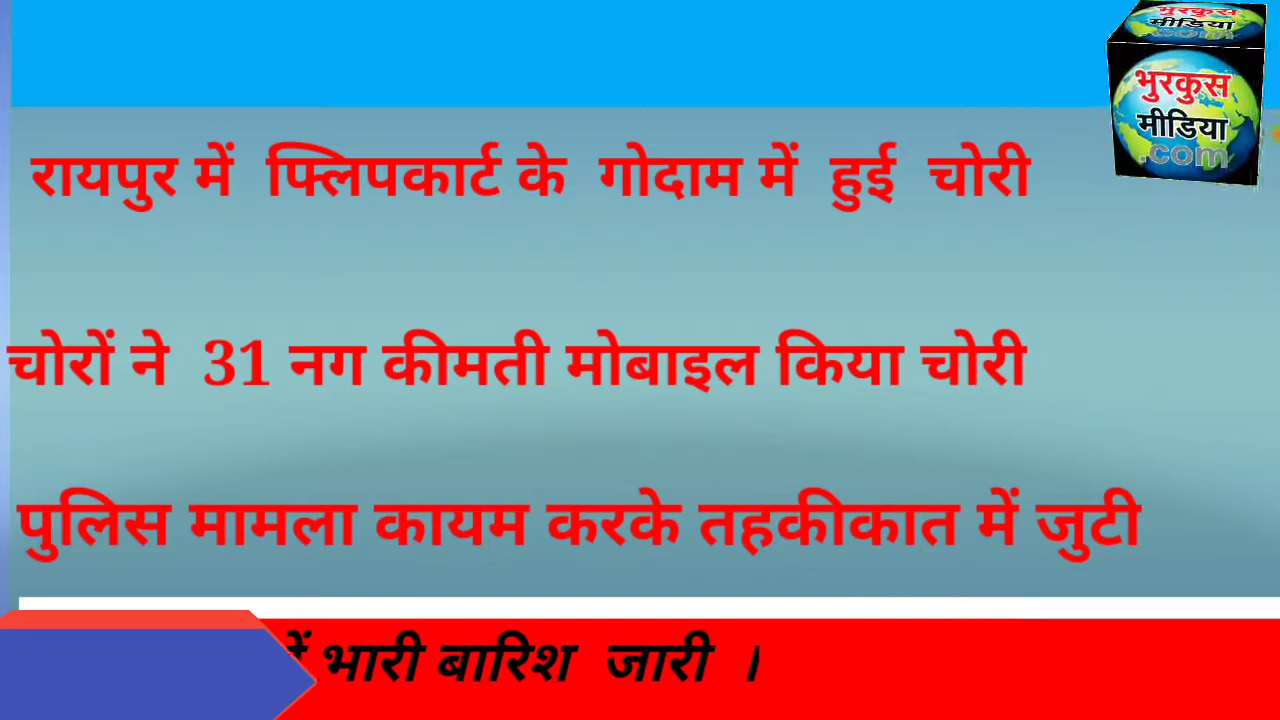 भुरकुस
मीडिया
.com
भुरकुस
मीडिया
.com
रायपुर में फ्लिपकार्ट के गोदाम में हुई चोरी
चोरों ने 31 नग कीमती मोबाइल किया चोरी
पुलिस मामला कायम करके तहकीकात में जुटी
भारी बारिश जारी ।